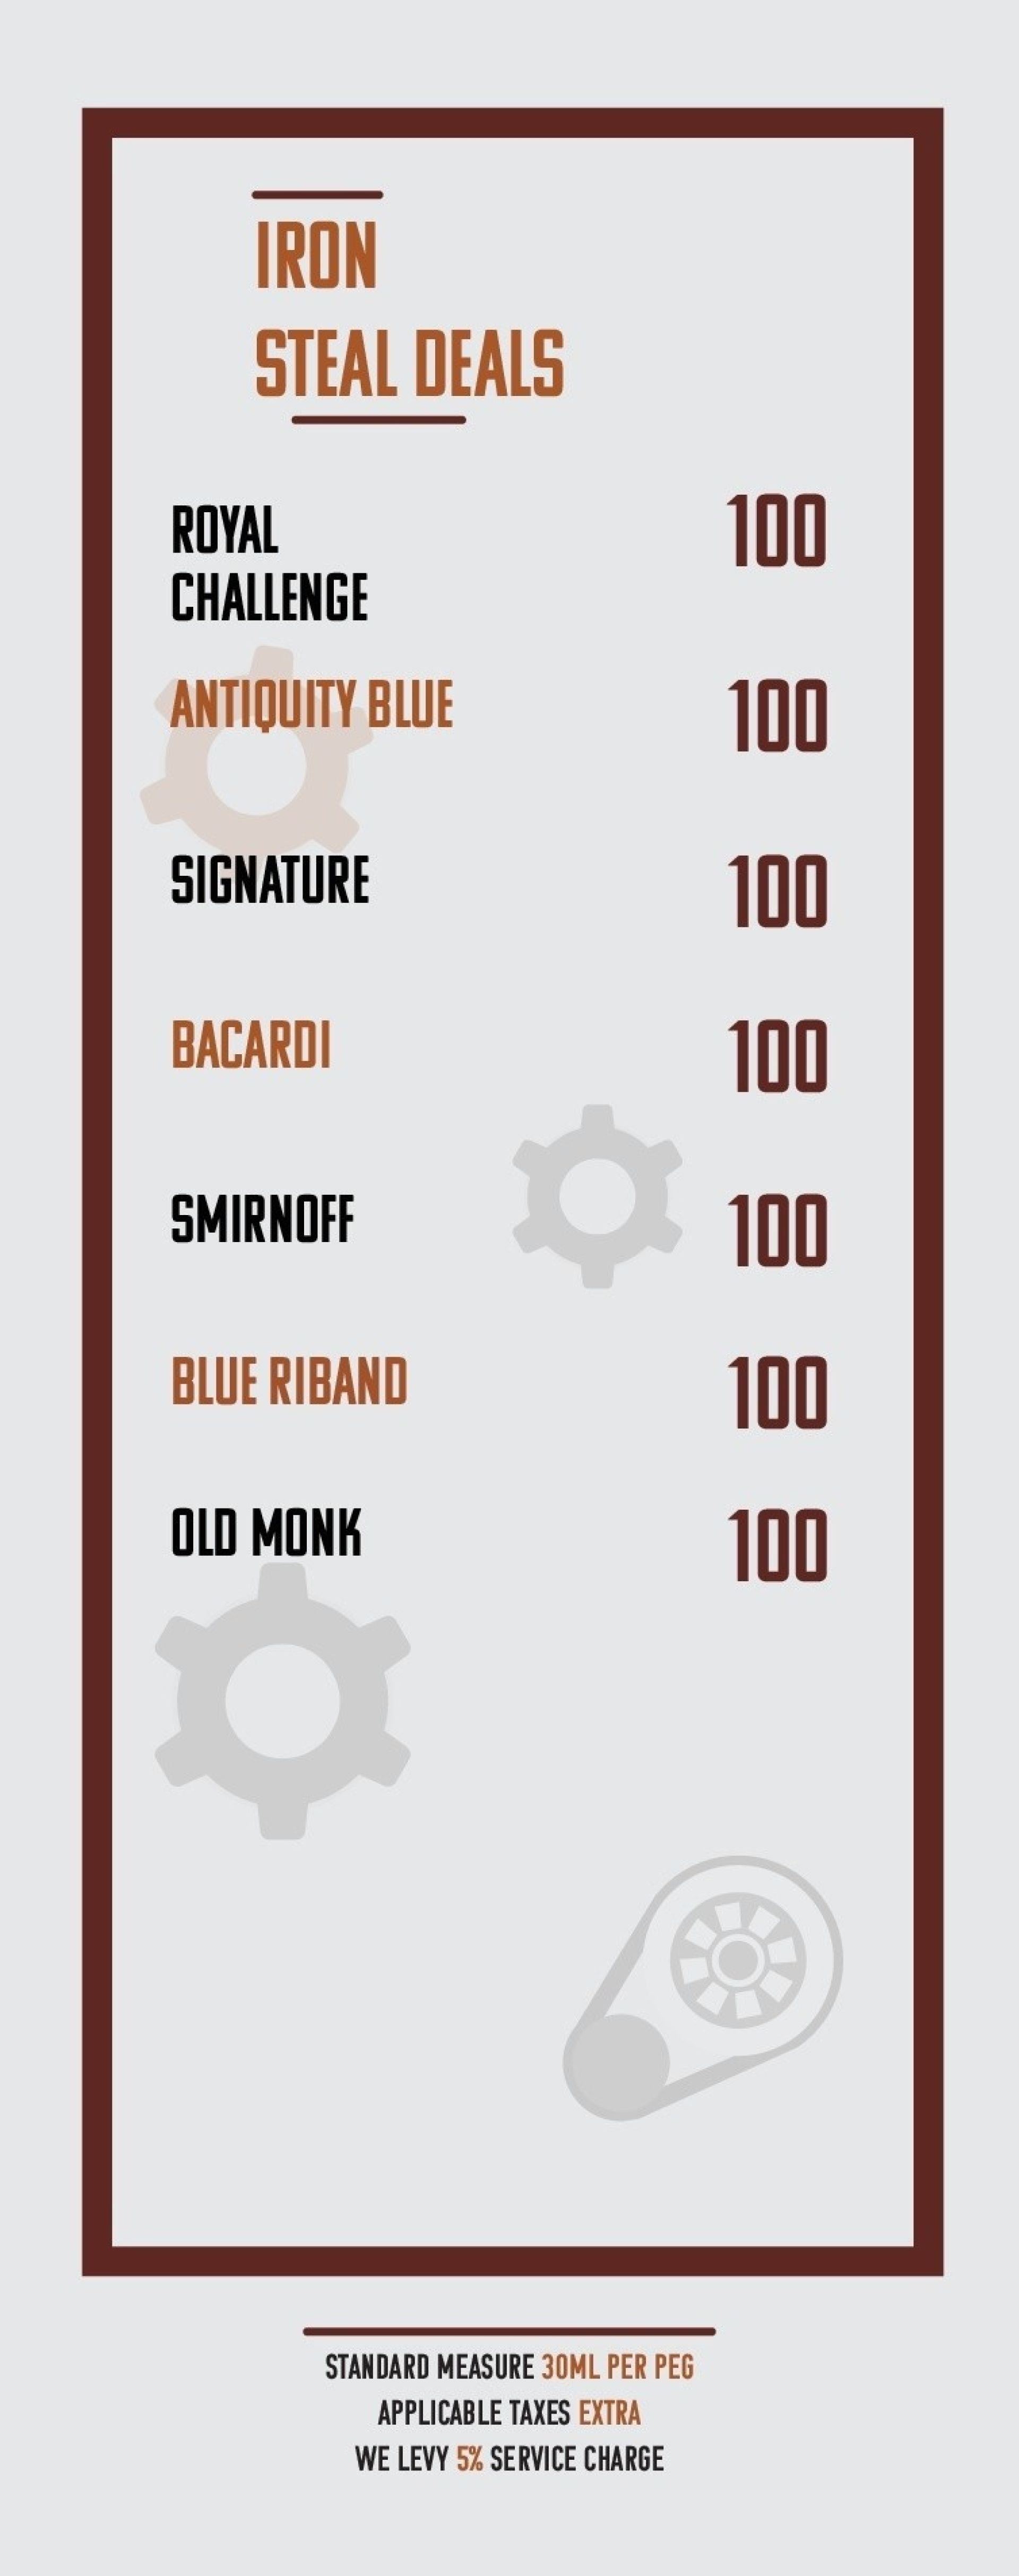 IRON
STEAL DEALS
ROYAL 100
CHALLENGE
ANTIQUITY BLUE 100
SIGNATURE 100
BACARDI 100
SMIRNOFF 100
BLUE RIBAND 100
OLD MONK 100
STANDARD MEASURE 30ML PER PEG
APPLICABLE TAXES EXTRA
WE LEVY 5% SERVICE CHARGE